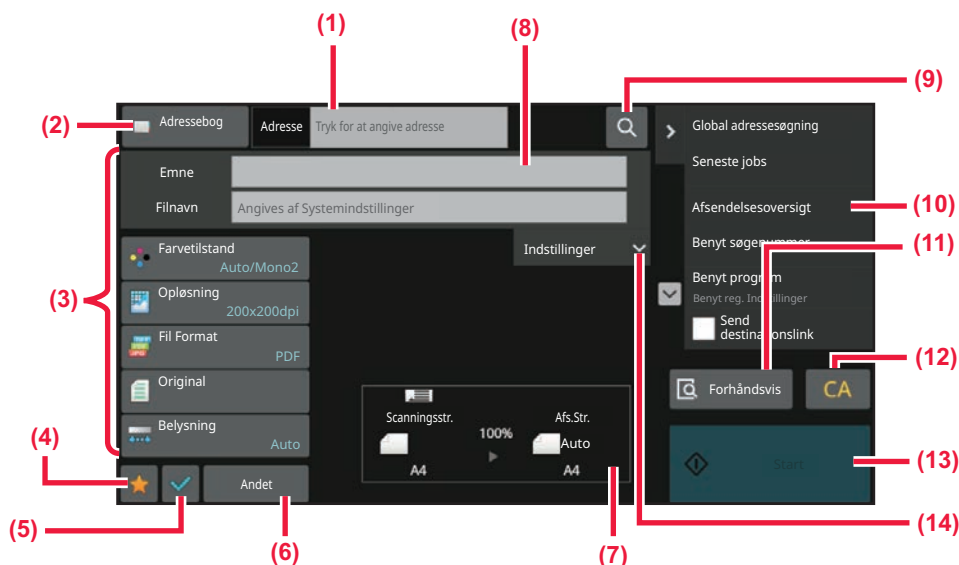 (1)
(8)
(9)
(2)
Adressebog
Adresse
Tryk for at angive adresse
Global adressesøgning
Seneste jobs
Emne
Filnavn
Angives af Systemindstillinger
Afsendelsesoversigt
(10)
(11)
Indstillinger
Benyt søgenummer
(3)
Farvetilstand
Auto/Mono2
Benyt program
Benyt reg. Indstillinger
Opløsning
200x200dpi
Send
destinationslink
Fil Format
PDF
(12)
Original
Forhåndsvis
CA
Belysning
Auto
Scanningsstr.
100%
Afs.Str.
Auto
A4
A4
(4)
Andet
Start
(13)
(5)
(6)
(7)
(14)